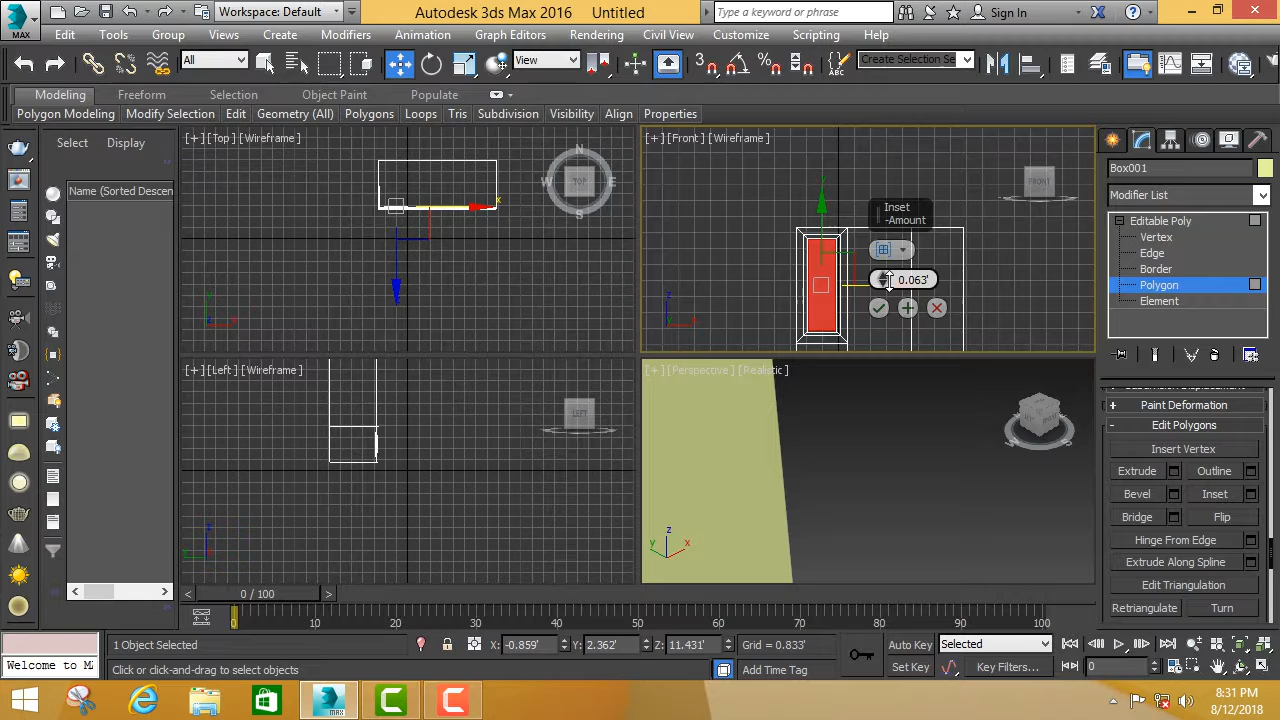 Workspace: Default
Autodesk 3ds Max 2016 Untitled
Type a keyword or phrase
Sign In
MAX
Edit Tools Group Views Create Modifiers Animation Graph Editors Rendering Civil View Customize Scripting Help
All
View
Create Selection Se
Modeling Freeform Selection Object Paint Populate
Polygon Modeling Modify Selection Edit Geometry (All) Polygons Loops Tris Subdivision Visibility Align Properties
Select Display
Name (Sorted Descen
[+] [Top] [Wireframe]
N
W TOP E
S
x
y
[+] [Front] [Wireframe]
FRONT
Inset
-Amount
0.063'
z
[+] [Left] [Wireframe]
LEFT
z
[+] [Perspective] [Realistic]
z
y x
Box001
Modifier List
Editable Poly
Vertex
Edge
Border
Polygon
Element
+ Paint Deformation
- Edit Polygons
Insert Vertex
Extrude Outline
Bevel Inset
Bridge Flip
Hinge From Edge
Extrude Along Spline
Edit Triangulation
Retriangulate Turn
< 0 / 100 >
0 10 20 30 40 50 60 70 80 90 100
1 Object Selected
X: -0.859' Y: 2.362' Z: 11.431' Grid = 0.833'
Auto Key Selected
Welcome to M
Click or click-and-drag to select objects
Add Time Tag
Set Key Key Filters...
0
MAX
8:31 PM
8/12/2018